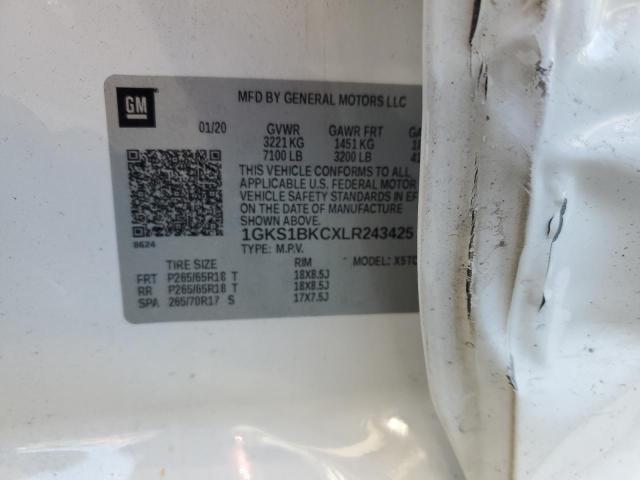 GM
MFD BY GENERAL MOTORS LLC
01/20 GVWR GAWR FRT
3221 KG 1451 KG
7100 LB 3200 LB
THIS VEHICLE CONFORMS TO ALL
APPLICABLE U.S. FEDERAL MOTOR
VEHICLE SAFETY STANDARDS IN
ON THE DATE OF MANUFACTURE
SHOWN ABOVE.
8624
1GKS1BKCXLR243425
TYPE: M.P.V.
TIRE SIZE RIM
FRT P265/65R18 T 18X8.5J
RR P265/65R18 T 18X8.5J
SPA 265/70R17 S 17X7.5J